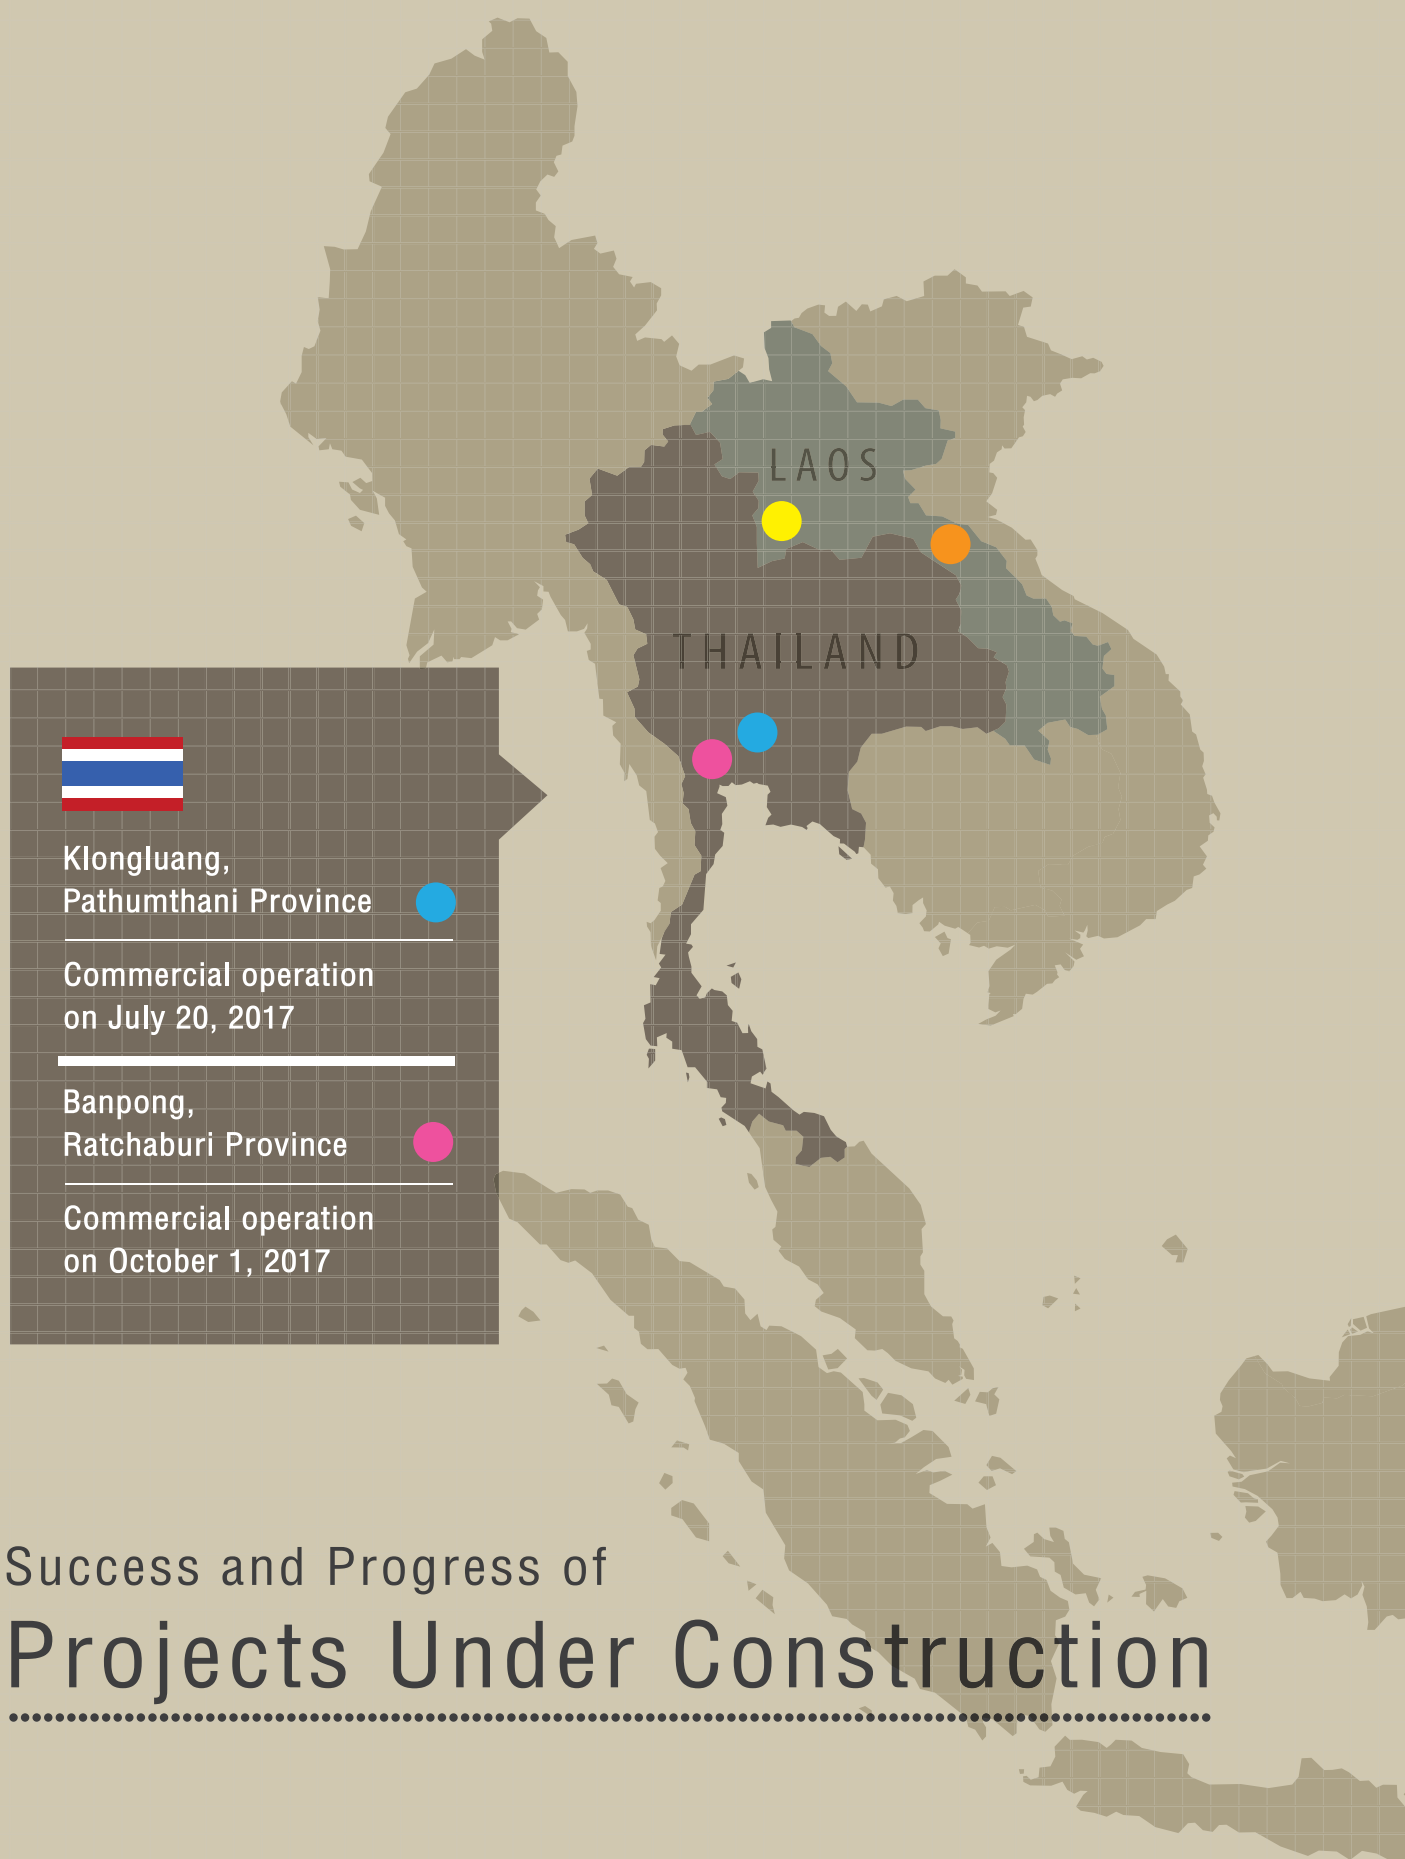 LAOS
THAILAND
Klongluang,
Pathumthani Province
Commercial operation
on July 20, 2017
Banpong,
Ratchaburi Province
Commercial operation
on October 1, 2017
Success and Progress of
Projects Under Construction